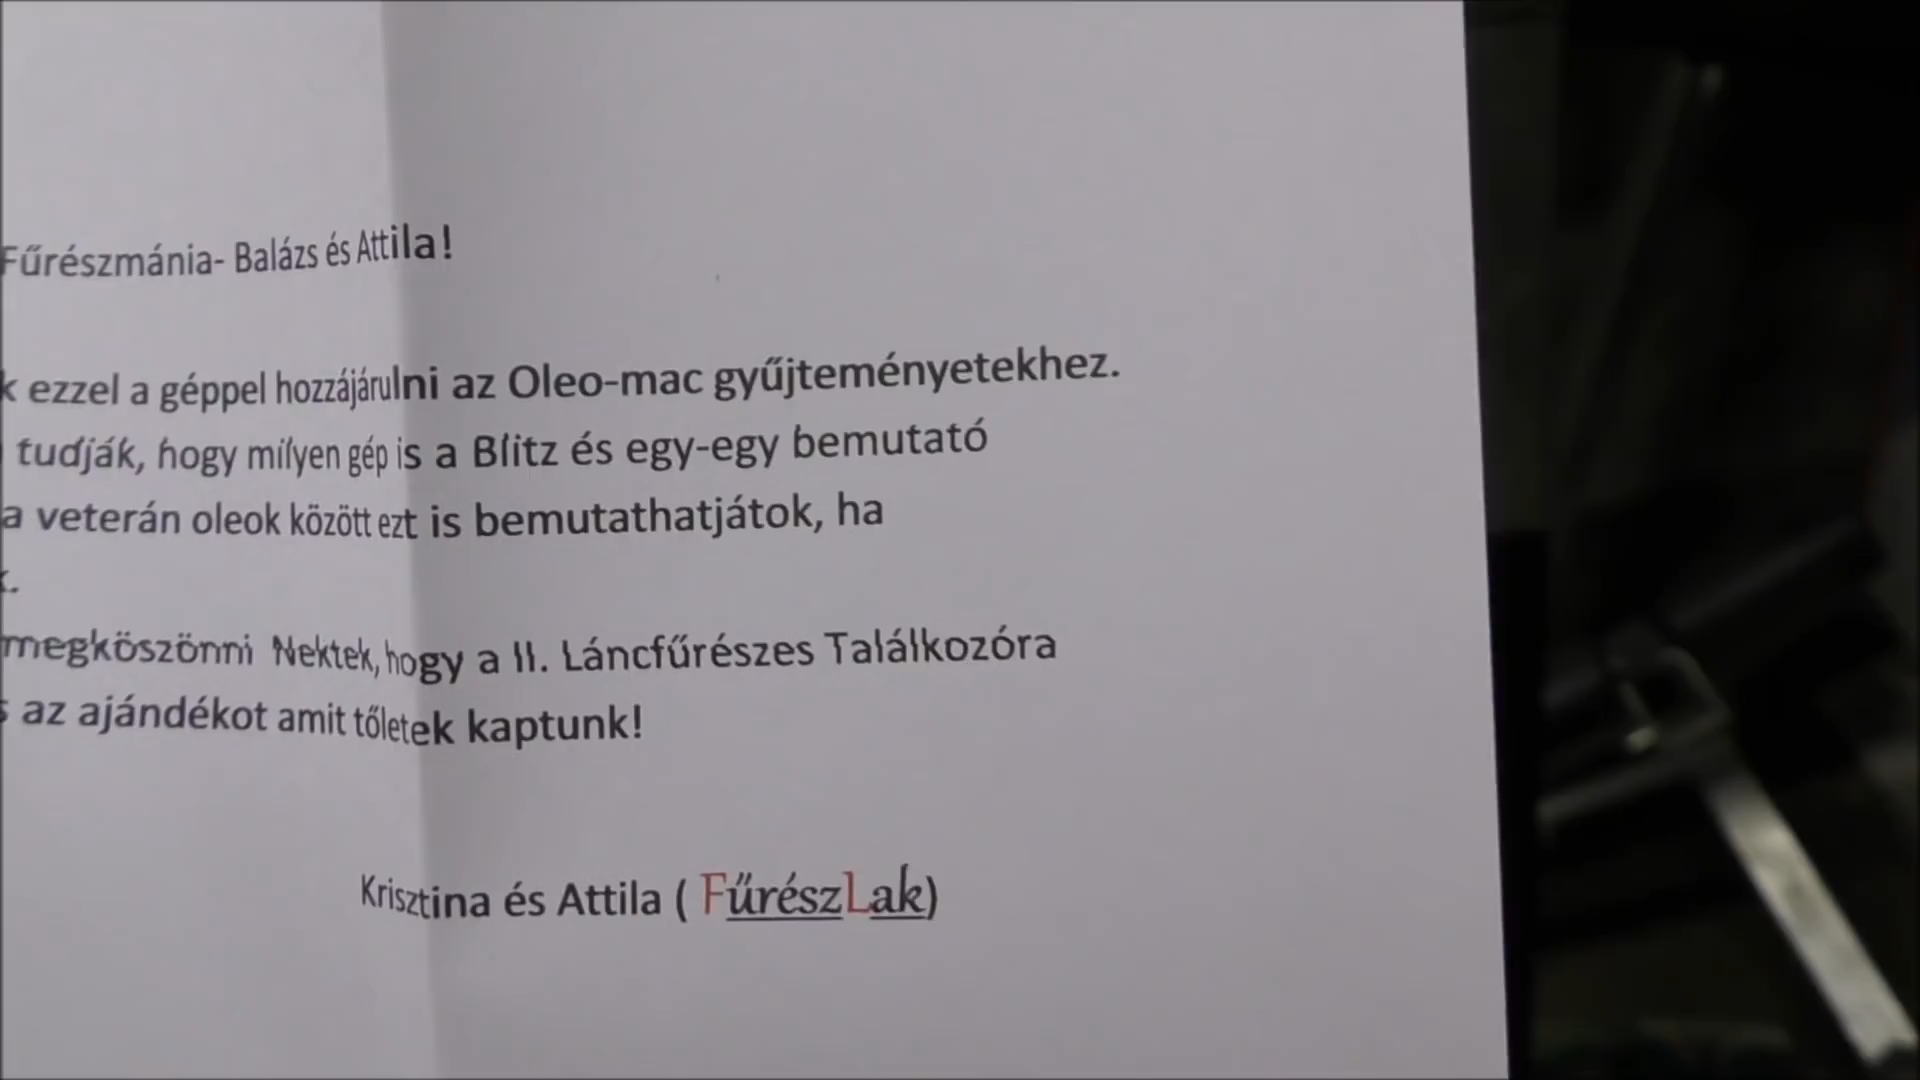 Fűrészmánia- Balázs és Attila!
ezzel a géppel hozzájárulni az Oleo-mac gyűjteményetekhez.
tudják, hogy milyen gép is a Blitz és egy-egy bemutató
a veterán oleok között ezt is bemutathatjátok, ha
megköszönni Nektek, hogy a II. Láncfűrészes Találkozóra
az ajándékot amit tőletek kaptunk!
Krisztina és Attila ( FűrészLak)